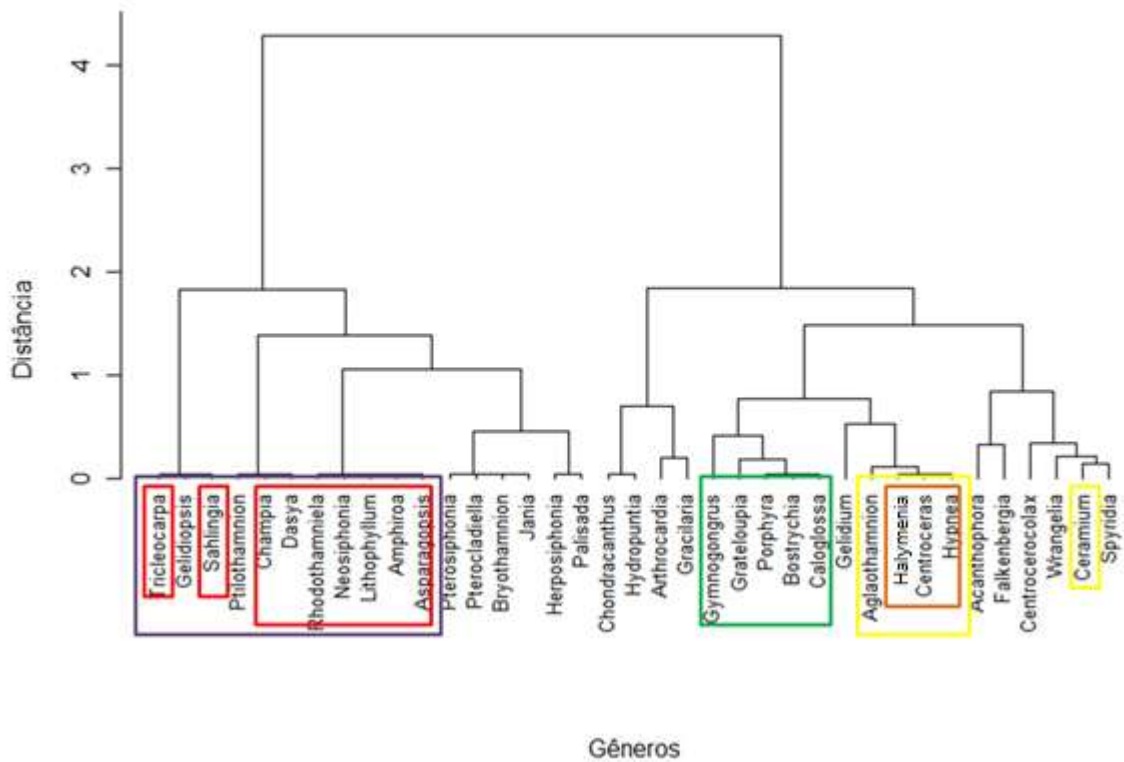 Distância
4
3
2
1
0
Tricleocarpa
Gelidiopsis
Sahlingia
Ptilothamnion
Champia
Dasya
Rhodothamniela
Neosiphonia
Lithophyllum
Amphiroa
Asparagopsis
Pterosiphonia
Pterocladiella
Bryothamnion
Jania
Herposiphonia
Palisada
Chondracanthus
Hydropuntia
Arthrocardia
Gracilaria
Gymnogongrus
Grateloupia
Porphyra
Bostrychia
Caloglossa
Gelidium
Aglaothamnion
Halymenia
Centroceras
Hypnea
Acanthophora
Falkenbergia
Centrocerocolax
Wrangelia
Ceramium
Spyridia
Gêneros